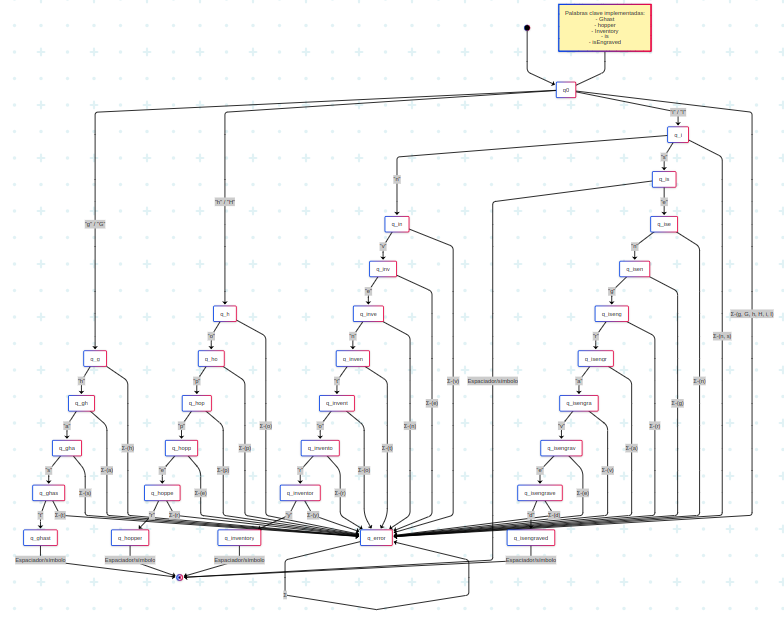 Palabras clave implementadas:
- Ghast
- hopper
- Inventory
- is
- isEngraved
q0
q_i
"s"
q_is
"n"
"h" / "H"
"e"
"g" / "G"
q_in
q_ise
"v"
"n"
q_inv
q_isen
"e"
"g"
q_h
q_inve
q_iseng
Σ-(g, G, h, H, i, I)
"o"
"n"
"r"
Σ-(n, s)
q_g
q_ho
q_inven
q_isengr
"h"
"p"
"t"
"a"
Σ-(v)
Espaciador/símbolo
Σ-(n)
q_gh
q_hop
q_invent
q_isengra
Σ-(e)
Σ-(g)
"a"
"p"
"o"
"v"
Σ-(o)
Σ-(n)
Σ-(r)
q_gha
q_hopp
q_invento
q_isengrav
Σ-(h)
Σ-(p)
Σ-(t)
Σ-(a)
"s"
"e"
"r"
"e"
Σ-(a)
Σ-(p)
Σ-(o)
Σ-(v)
q_ghas
q_hoppe
q_inventor
q_isengrave
Σ-(s)
Σ-(e)
Σ-(r)
Σ-(e)
"t"
Σ-(t)
"r"
Σ-(r)
"y"
Σ-(y)
"d"
Σ-(d)
q_ghast
q_hopper
q_inventory
q_error
q_isengraved
Espaciador/símbolo
Espaciador/símbolo
Espaciador/símbolo
Espaciador/símbolo
Σ